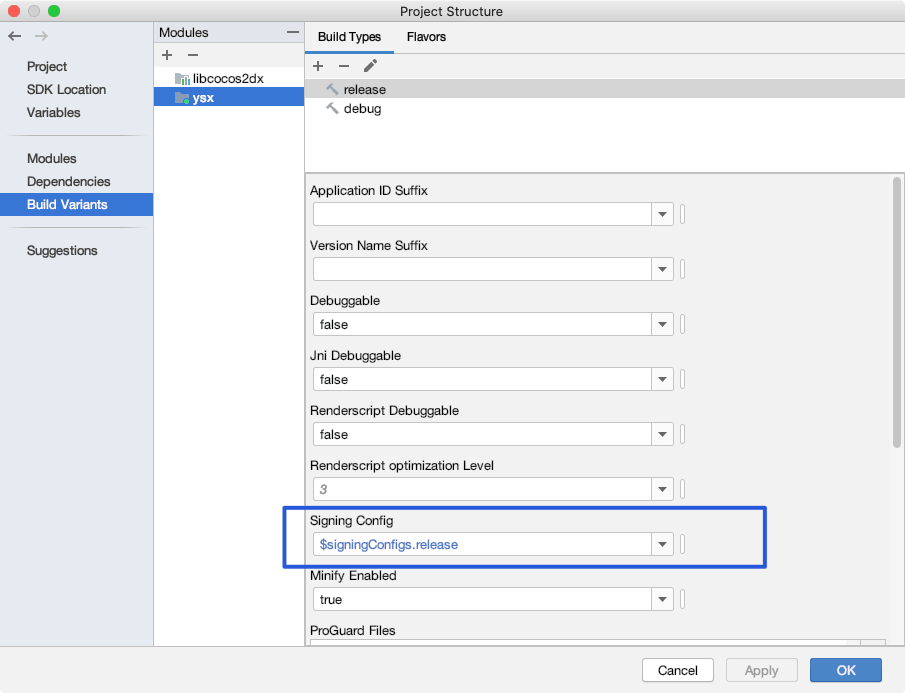 Project Structure
Project
SDK Location
Variables
Modules
Dependencies
Build Variants
Suggestions
Modules
libcocos2dx
ysx
Build Types
Flavors
release
debug
Application ID Suffix
Version Name Suffix
Debuggable
false
Jni Debuggable
false
Renderscript Debuggable
false
Renderscript optimization Level
3
Signing Config
$signingConfigs.release
Minify Enabled
true
ProGuard Files
Cancel
Apply
OK